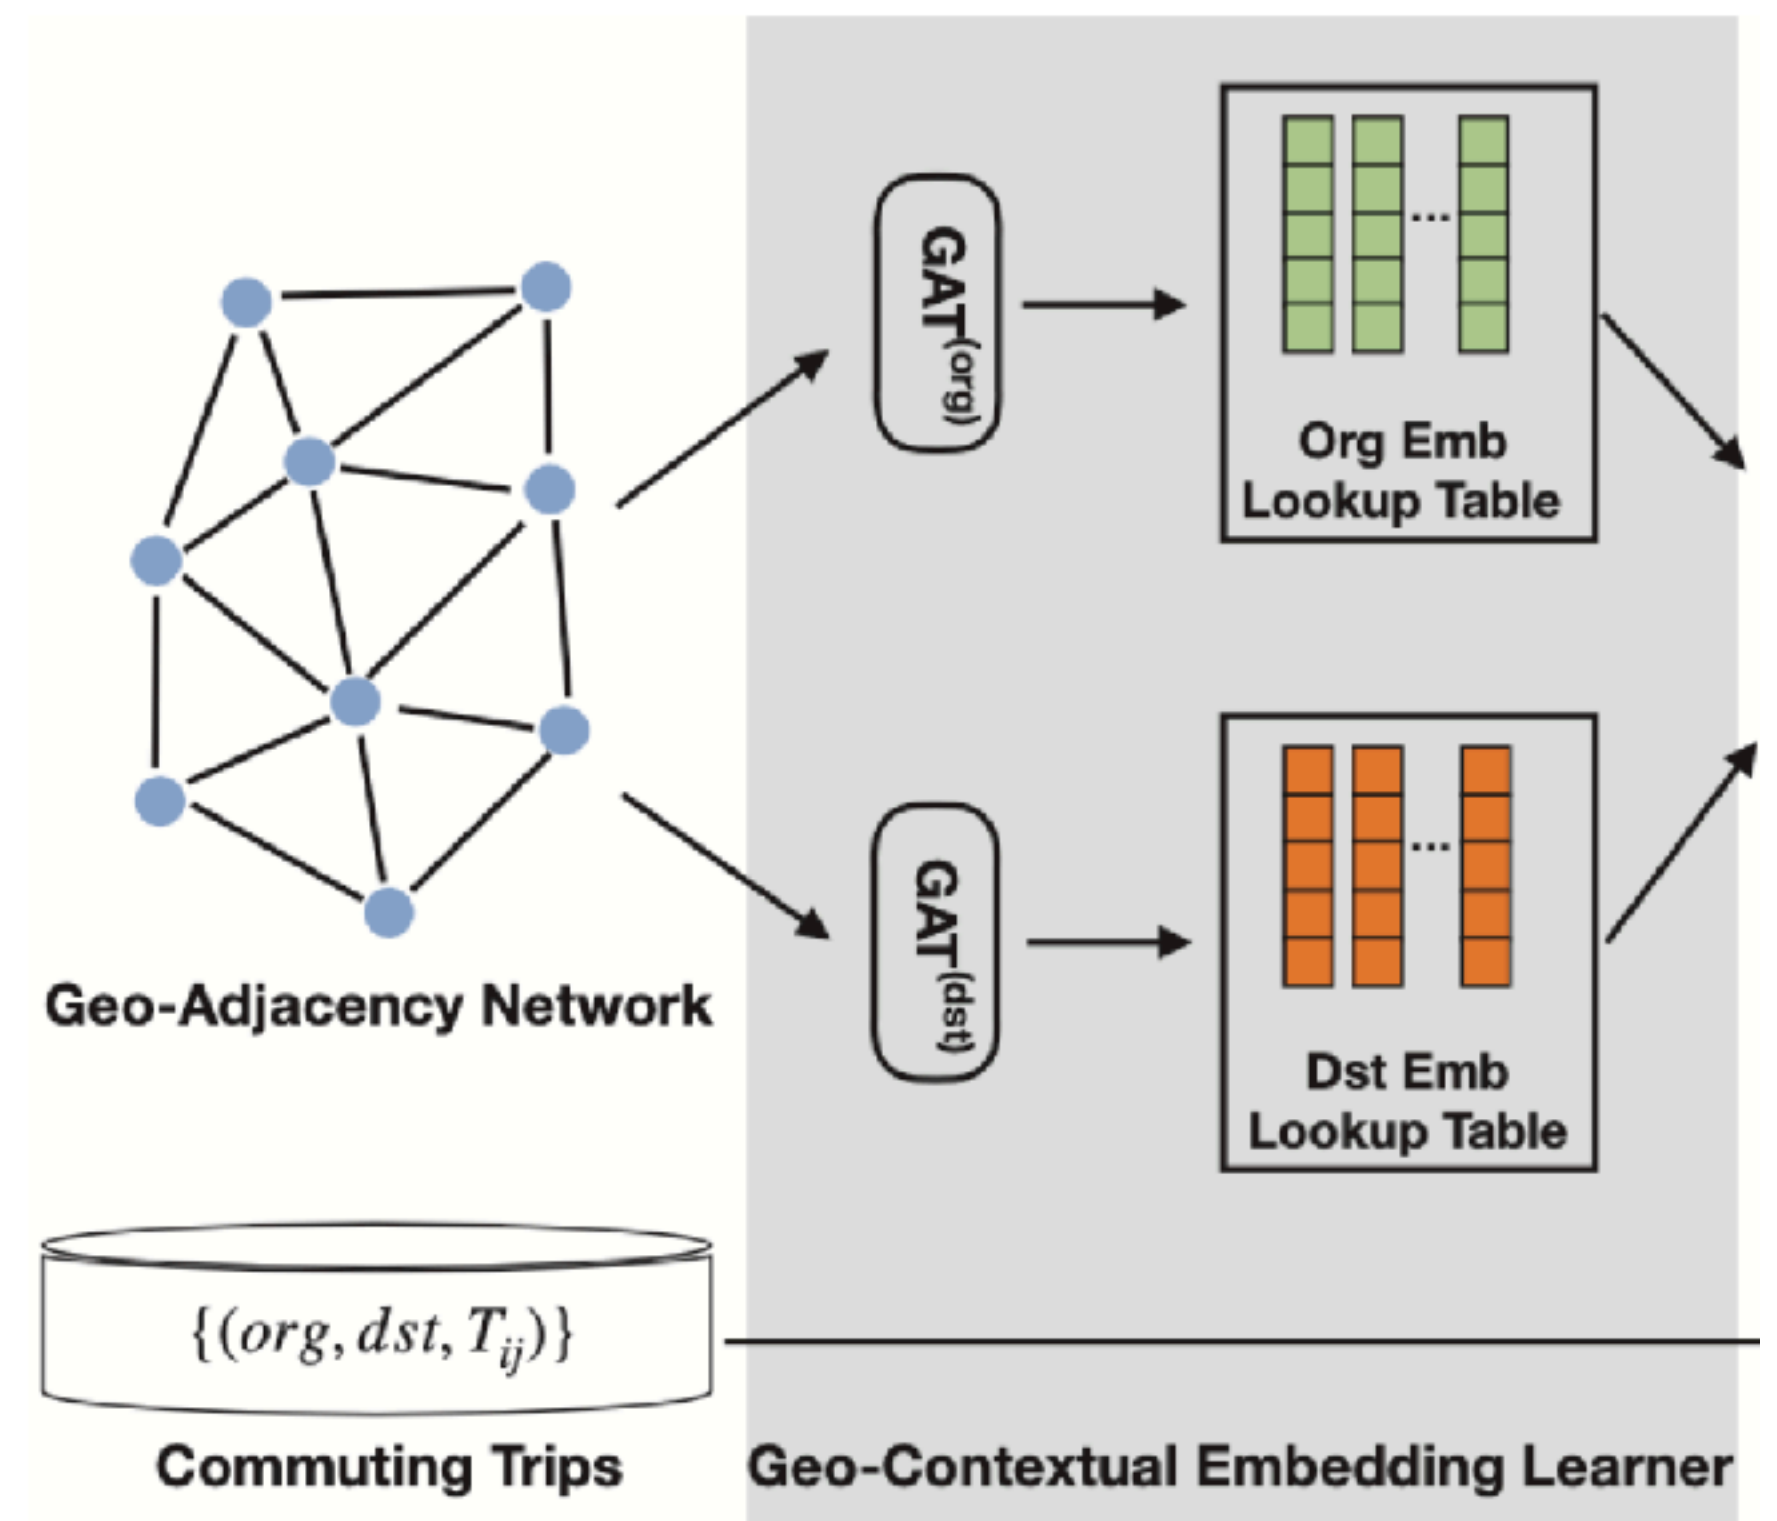 GAT(org)
...
Org Emb
Lookup Table
Geo-Adjacency Network
GAT(dst)
...
Dst Emb
Lookup Table
{(org, dst, T_ij)}
Commuting Trips
Geo-Contextual Embedding Learner